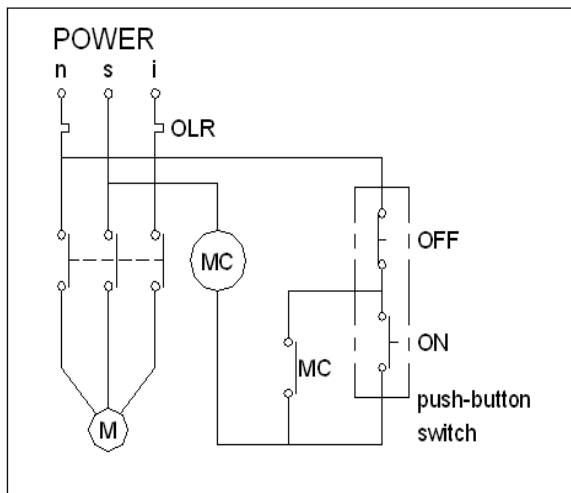 POWER
n s i
OLR
OFF
MC
ON
MC
push-button
switch
M